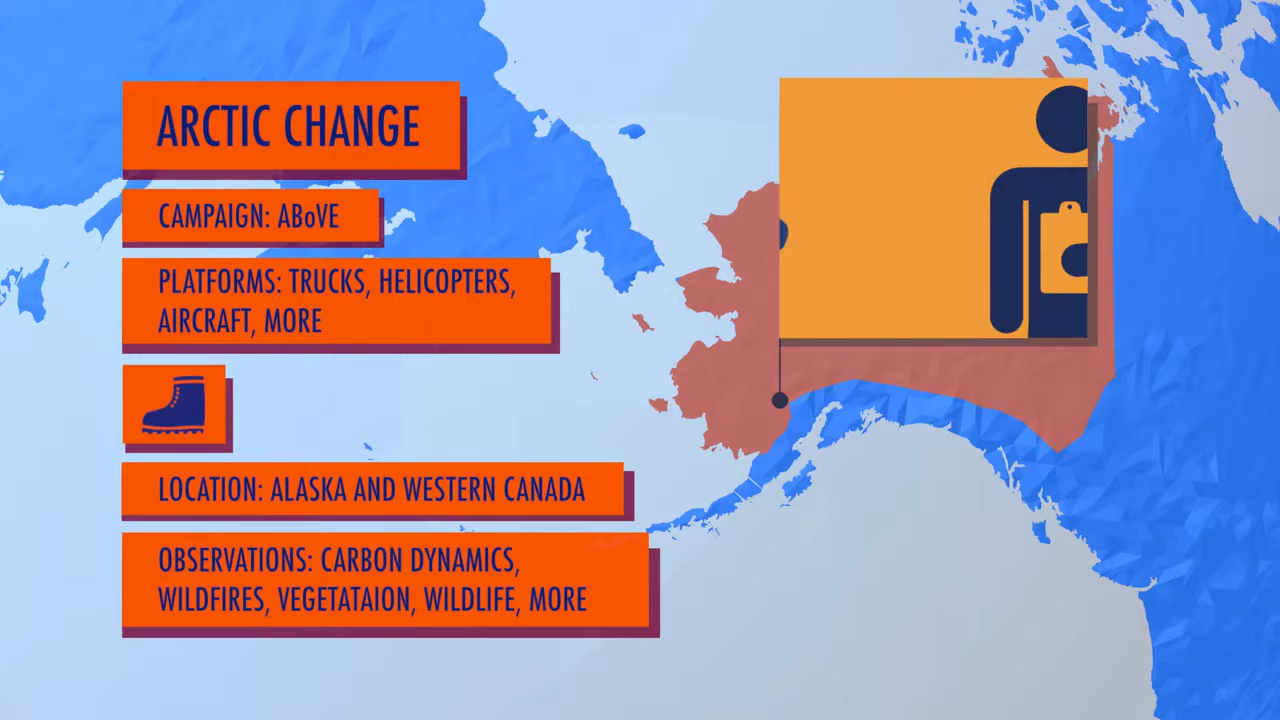 ARCTIC CHANGE
CAMPAIGN: ABoVE
PLATFORMS: TRUCKS, HELICOPTERS,
AIRCRAFT, MORE
LOCATION: ALASKA AND WESTERN CANADA
OBSERVATIONS: CARBON DYNAMICS,
WILDFIRES, VEGETATAION, WILDLIFE, MORE